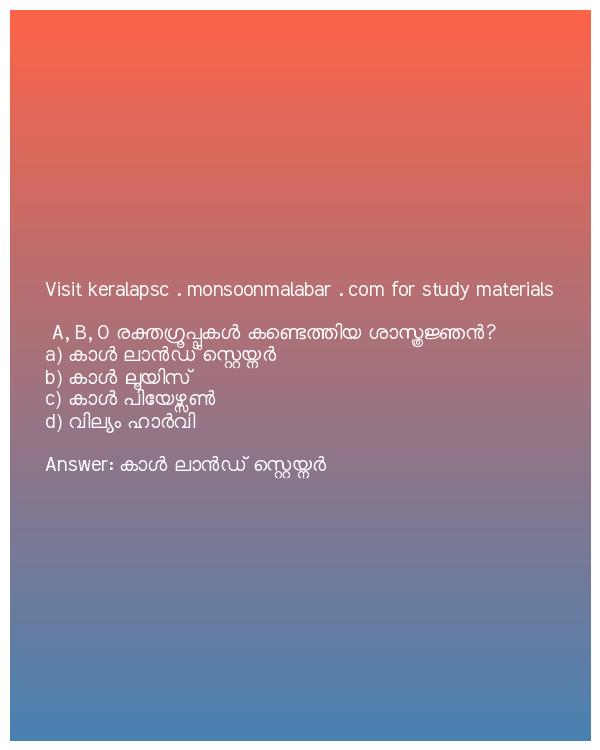 Visit keralapsc . monsoonmalabar . com for study materials
A, B, O രക്തഗ്രൂപ്പുകൾ കണ്ടെത്തിയ ശാസ്ത്രജ്ഞൻ?
a) കാൾ ലാൻഡ് സ്റ്റെയ്നർ
b) കാൾ ലൂയിസ്
c) കാൾ പിയേഴ്സൺ
d) വില്യം ഹാർവി
Answer: കാൾ ലാൻഡ് സ്റ്റെയ്നർ